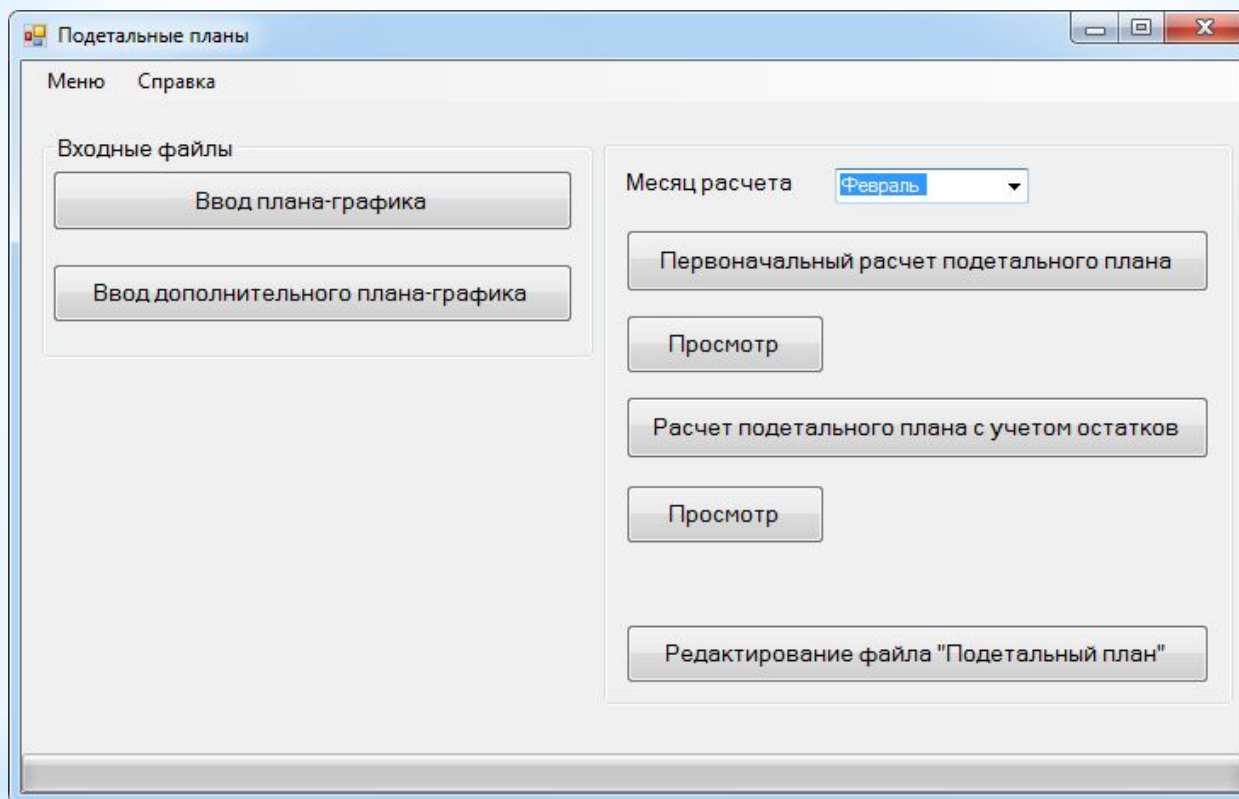 Подетальные планы
Меню Справка
Входные файлы
Ввод плана-графика
Ввод дополнительного плана-графика
Месяц расчета Февраль
Первоначальный расчет подетального плана
Просмотр
Расчет подетального плана с учетом остатков
Просмотр
Редактирование файла "Подетальный план"